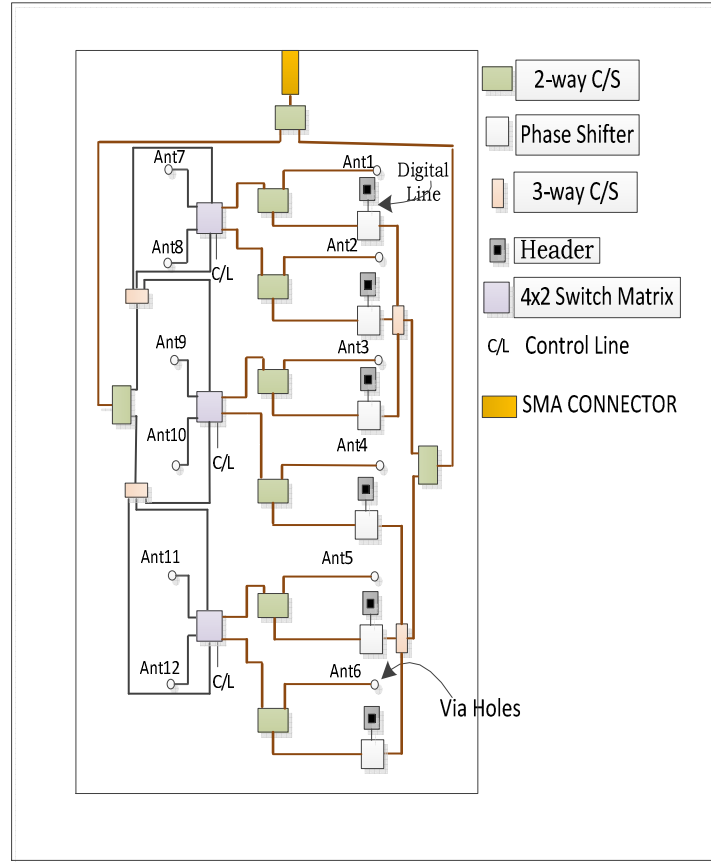 2-way C/S
Phase Shifter
3-way C/S
Header
4x2 Switch Matrix
C/L Control Line
SMA CONNECTOR
Ant7
Ant1
Digital
Line
Ant8
C/L
Ant2
Ant9
Ant3
Ant10
C/L
Ant4
Ant11
Ant5
Ant12
C/L
Ant6
Via Holes